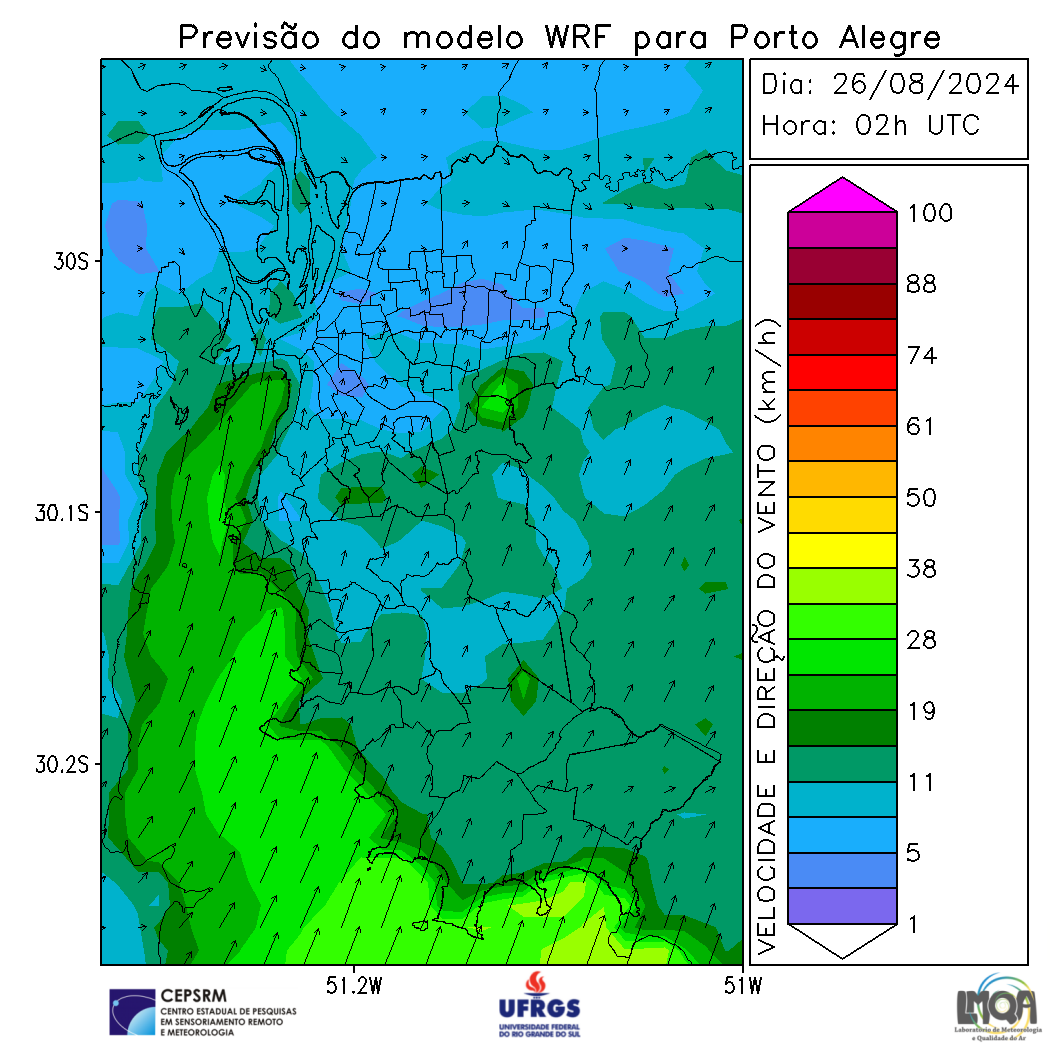 Previsão do modelo WRF para Porto Alegre
Dia: 26/08/2024
Hora: 02h UTC
30S
30.1S
30.2S
51.2W
51W
VELOCIDADE E DIREÇÃO DO VENTO (km/h)
100
88
74
61
50
38
28
19
11
5
1
CEPSRM
CENTRO ESTADUAL DE PESQUISAS
EM SENSORIAMENTO REMOTO
E METEOROLOGIA
UFRGS
UNIVERSIDADE FEDERAL
DO RIO GRANDE DO SUL
LMQA
Laboratório de Meteorologia
e Qualidade do Ar